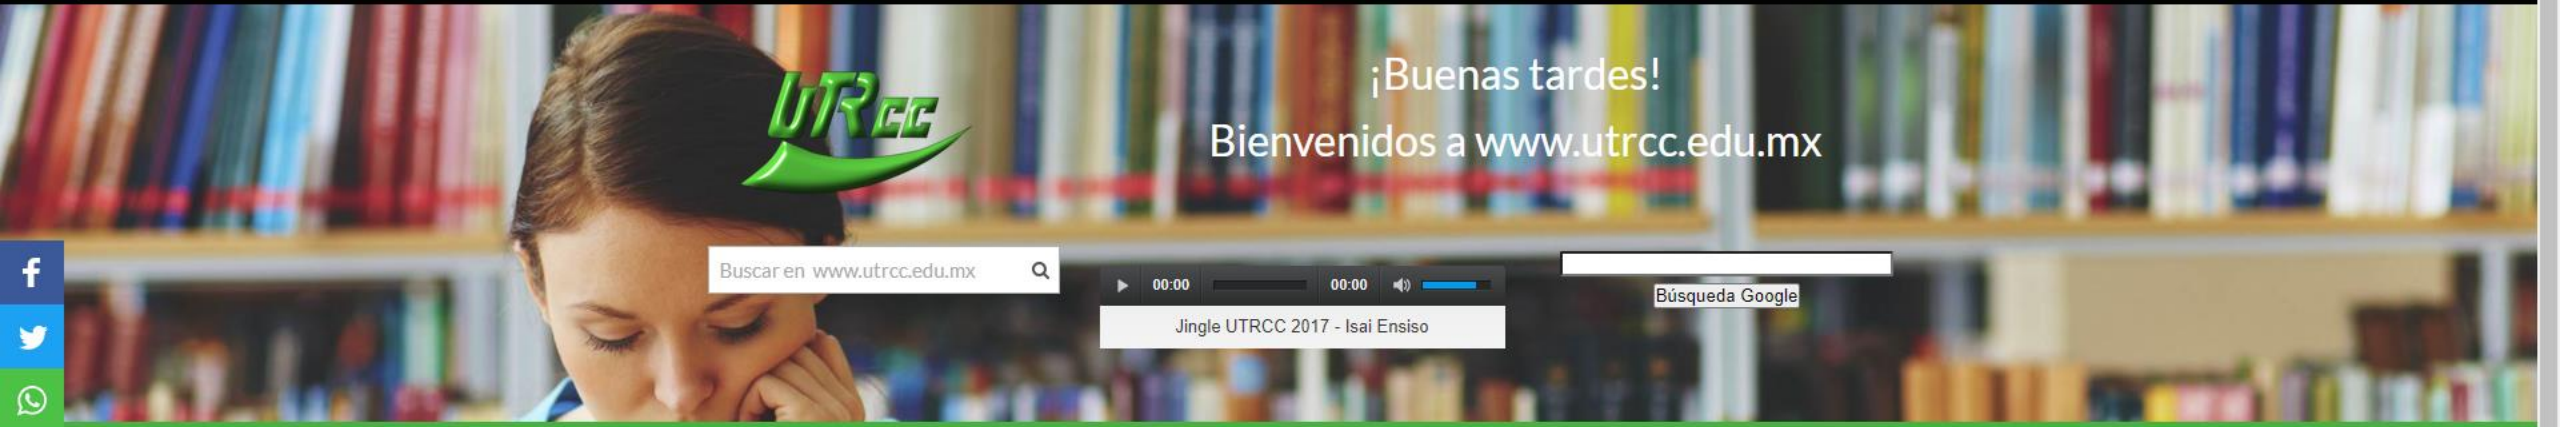 UTRcc
¡Buenas tardes!
Bienvenidos a www.utrcc.edu.mx
Buscar en www.utrcc.edu.mx
00:00 00:00
Jingle UTRCC 2017 - Isai Ensiso
Búsqueda Google